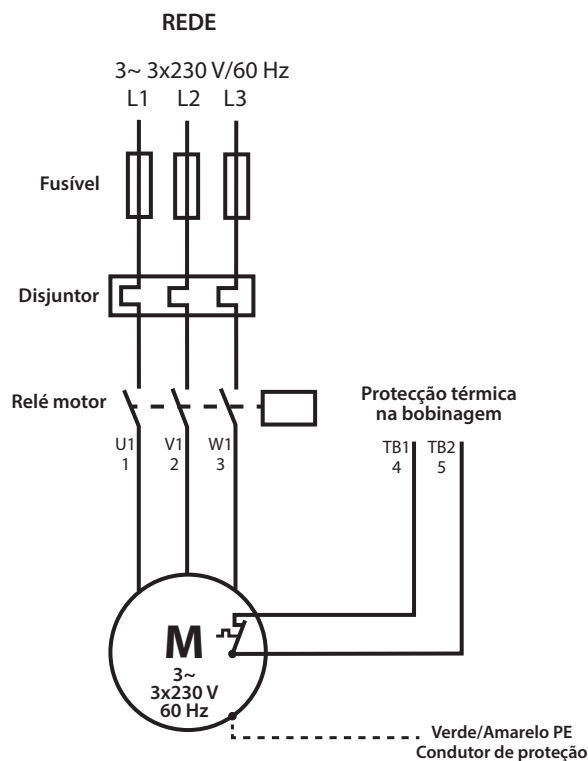 REDE
3~ 3x230 V/60 Hz
L1 L2 L3
Fusível
Disjuntor
Relé motor
Protecção térmica
na bobinagem
U1 V1 W1
1 2 3
TB1 TB2
4 5
M
3~
3x230 V
60 Hz
Verde/Amarelo PE
Condutor de proteção